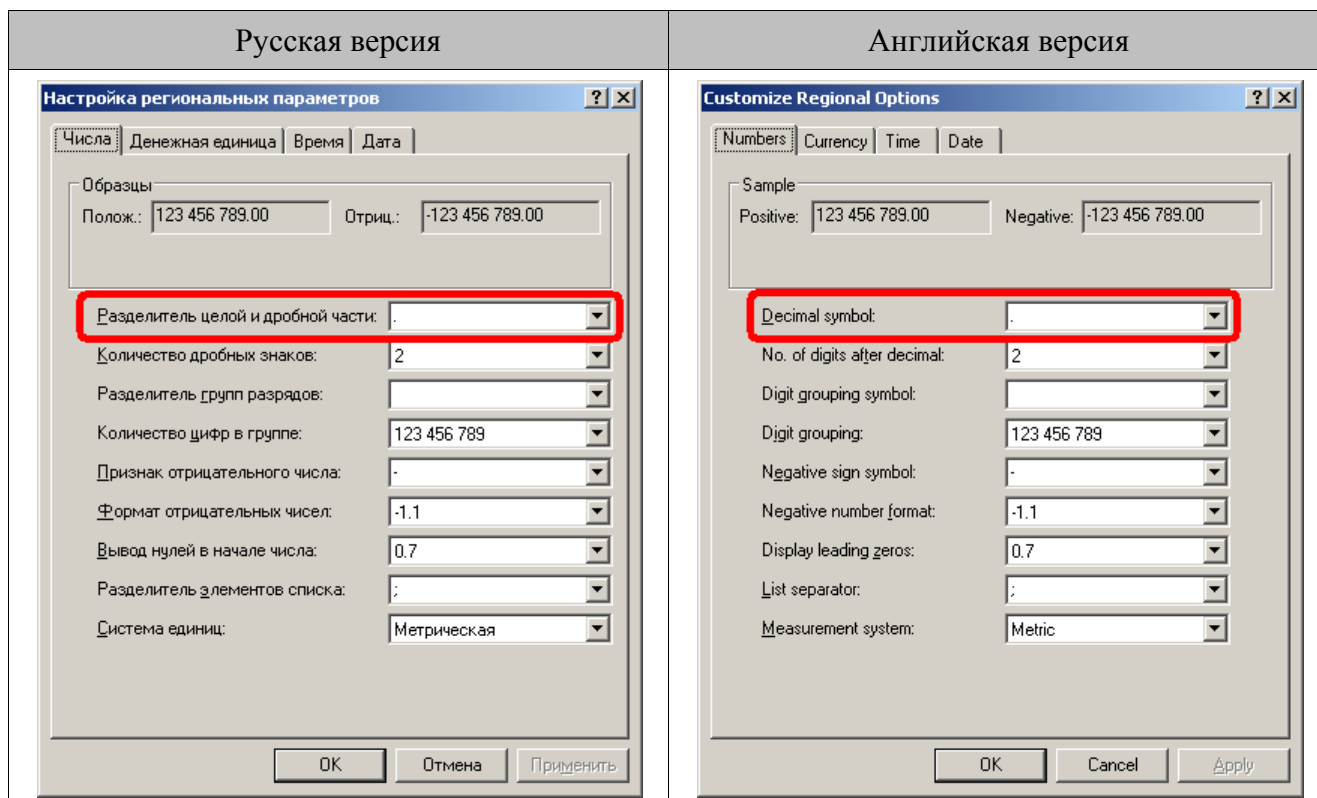 Русская версия
Английская версия
Настройка региональных параметров
Числа Денежная единица Время Дата
Образцы
Полож.: 123 456 789.00 Отриц.: -123 456 789.00
Разделитель целой и дробной части: .
Количество дробных знаков: 2
Разделитель групп разрядов:
Количество цифр в группе: 123 456 789
Признак отрицательного числа: -
Формат отрицательных чисел: -1.1
Вывод нулей в начале числа: 0.7
Разделитель элементов списка: ;
Система единиц: Метрическая
OK Отмена Применить
Customize Regional Options
Numbers Currency Time Date
Sample
Positive: 123 456 789.00 Negative: -123 456 789.00
Decimal symbol: .
No. of digits after decimal: 2
Digit grouping symbol:
Digit grouping: 123 456 789
Negative sign symbol: -
Negative number format: -1.1
Display leading zeros: 0.7
List separator: ;
Measurement system: Metric
OK Cancel Apply